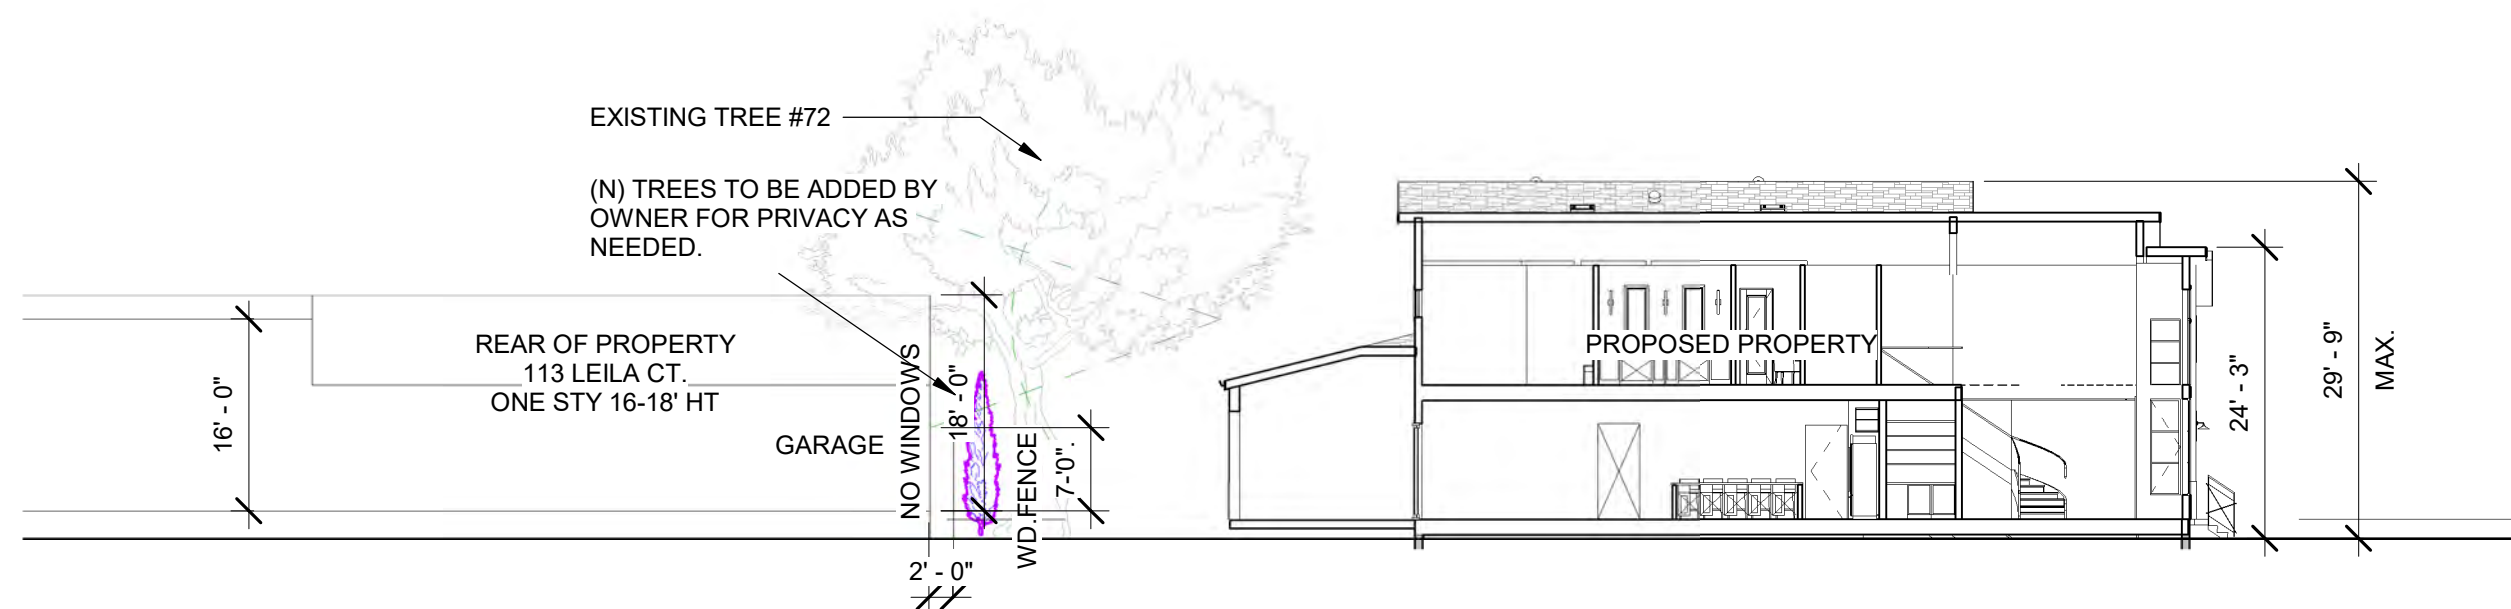 EXISTING TREE #72
(N) TREES TO BE ADDED BY
OWNER FOR PRIVACY AS
NEEDED.
REAR OF PROPERTY
113 LEILA CT.
ONE STY 16-18' HT
16' - 0"
GARAGE
NO WINDOWS
18' - 0"
WD.FENCE
7'-0".
2' - 0"
PROPOSED PROPERTY
24' - 3"
29' - 9"
MAX.